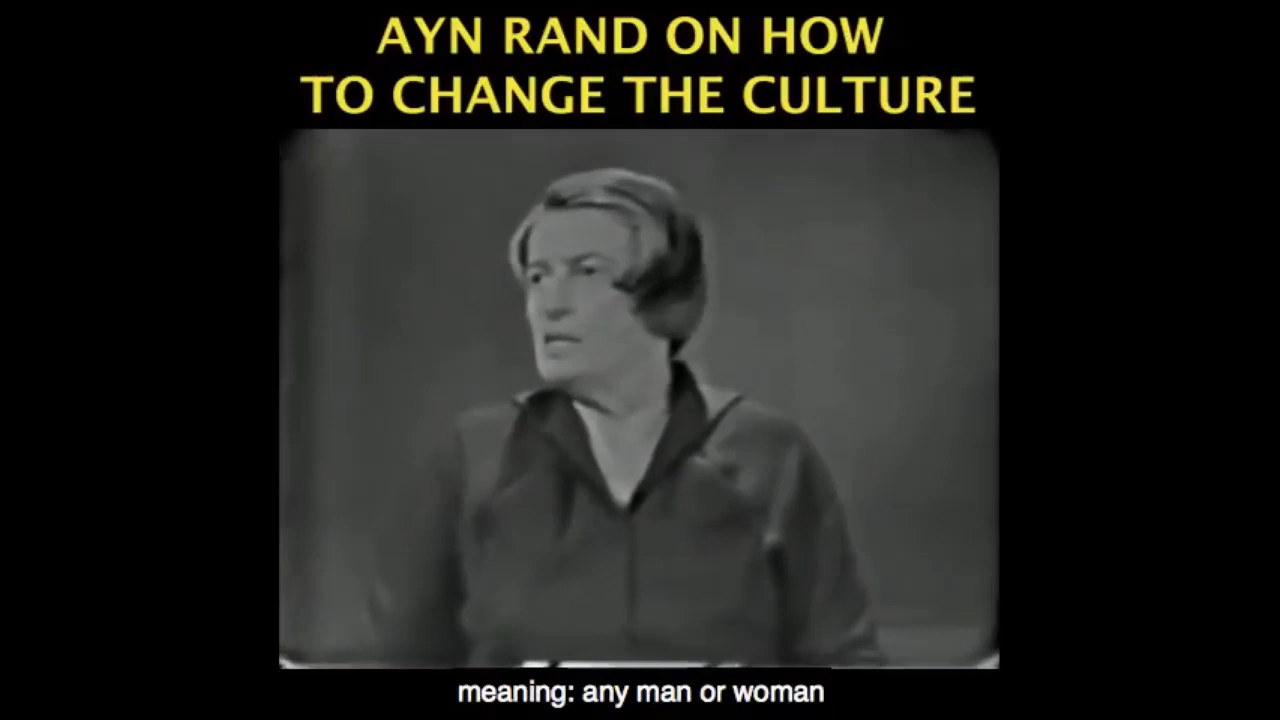 AYN RAND ON HOW
TO CHANGE THE CULTURE
meaning: any man or woman